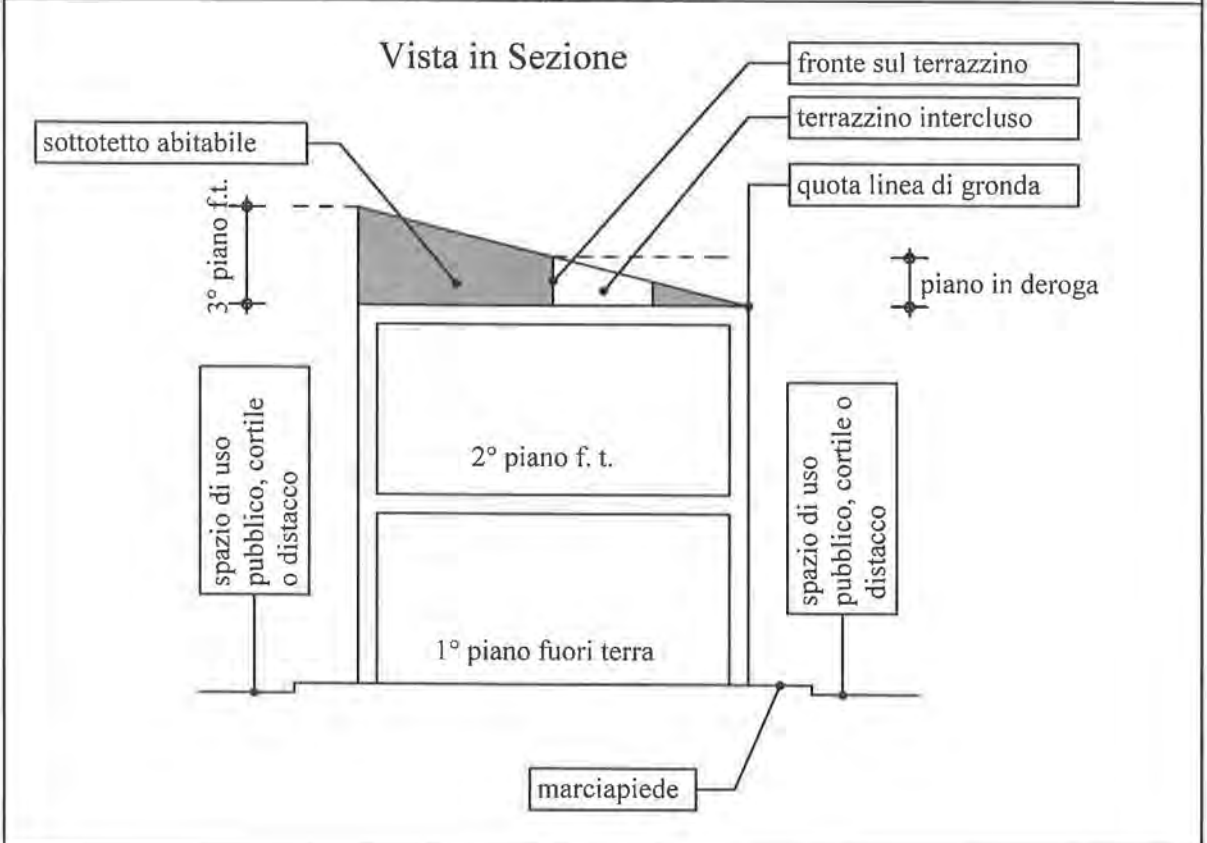 Vista in Sezione
fronte sul terrazzino
terrazzino intercluso
sottotetto abitabile
quota linea di gronda
3° piano f.t.
piano in deroga
spazio di uso
pubblico, cortile
o distacco
2° piano f. t.
spazio di uso
pubblico, cortile o
distacco
1° piano fuori terra
marciapiede